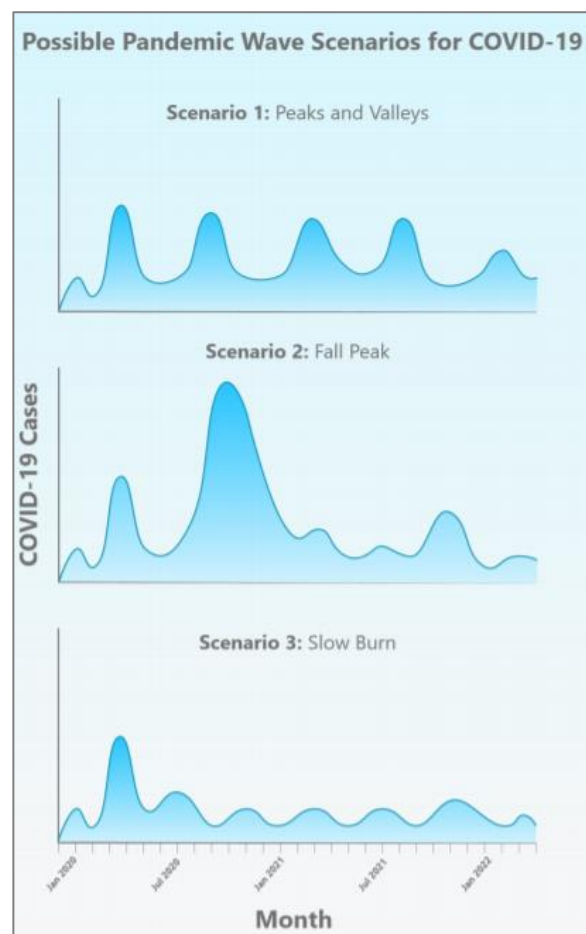 Possible Pandemic Wave Scenarios for COVID-19
Scenario 1: Peaks and Valleys
Scenario 2: Fall Peak
COVID-19 Cases
Scenario 3: Slow Burn
Jan 2020
Jul 2020
Jan 2021
Jul 2021
Jan 2022
Month